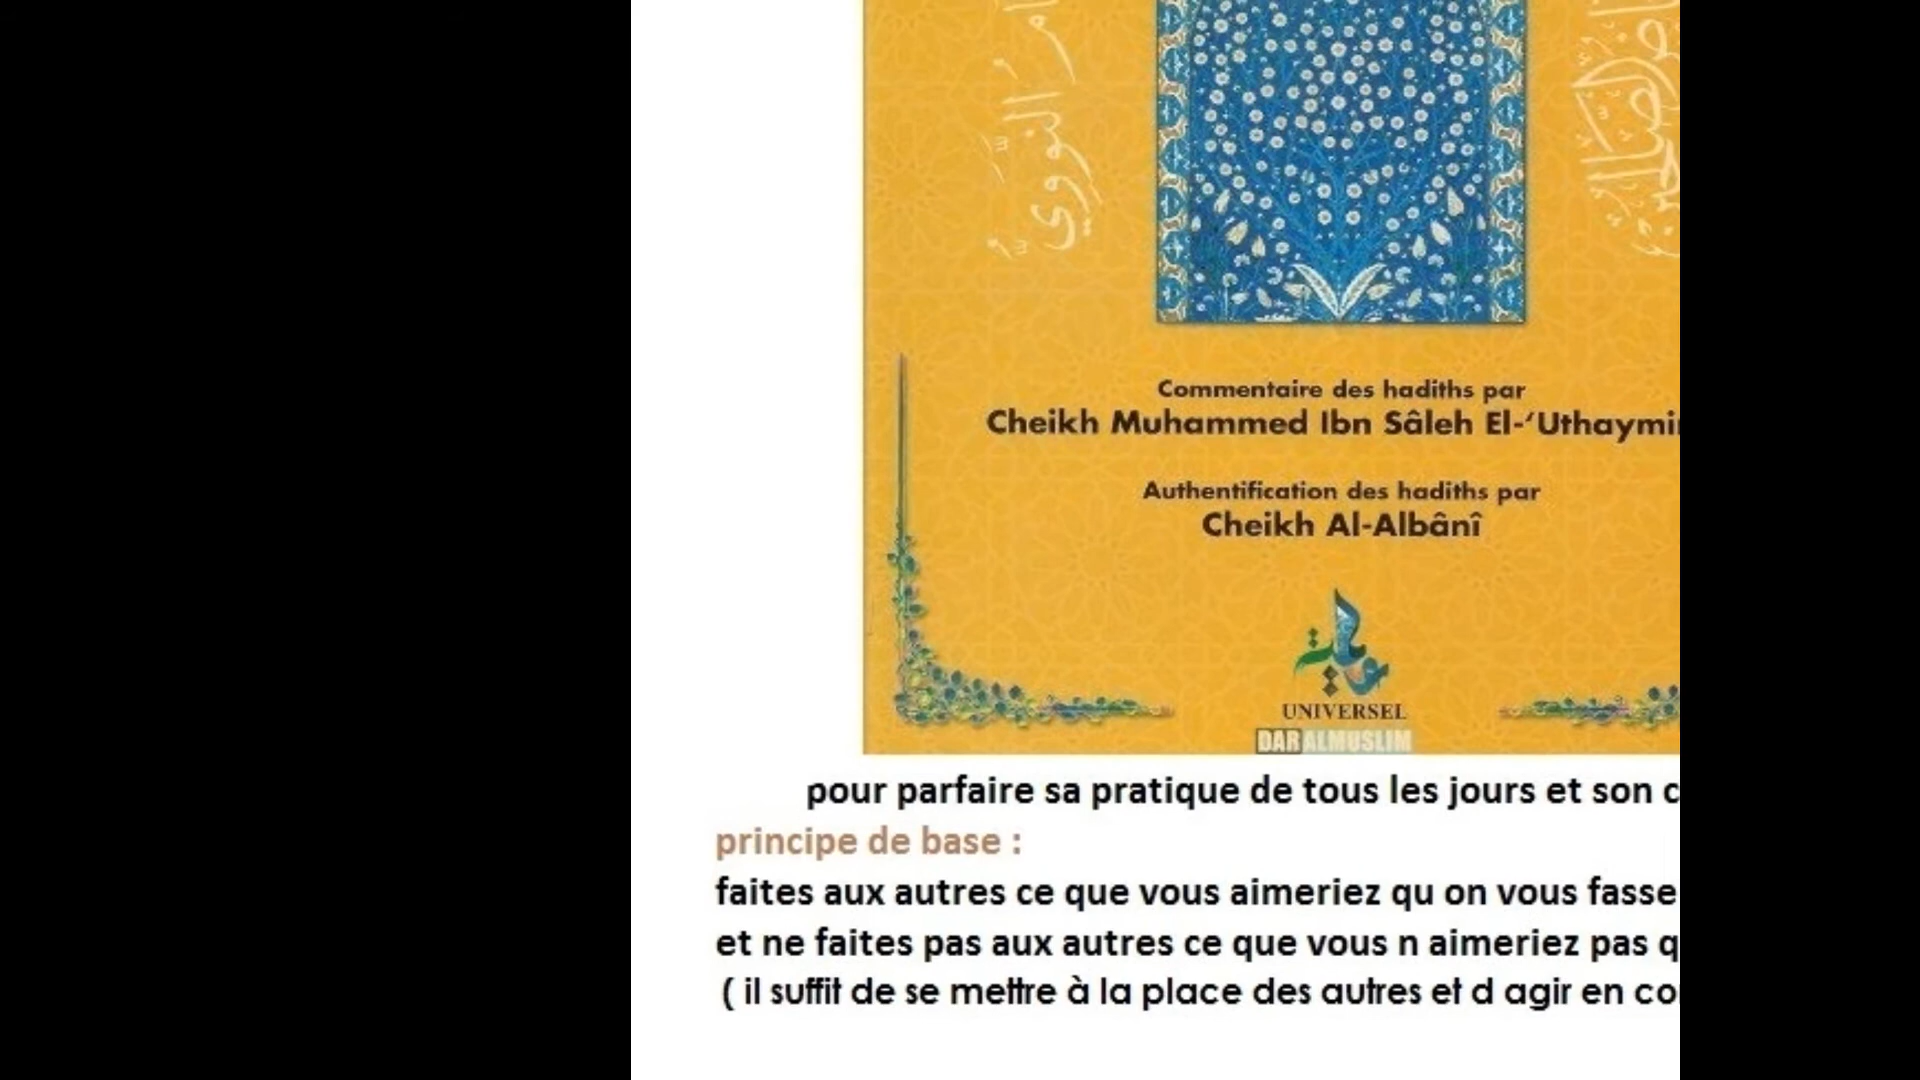 النووي
Commentaire des hadiths par
Cheikh Muhammed Ibn Sâleh El-‘Uthaymi
Authentification des hadiths par
Cheikh Al-Albânî
UNIVERSEL
DARALMUSLIM
pour parfaire sa pratique de tous les jours et son c
principe de base :
faites aux autres ce que vous aimeriez qu on vous fasse
et ne faites pas aux autres ce que vous n aimeriez pas q
( il suffit de se mettre à la place des autres et d agir en co